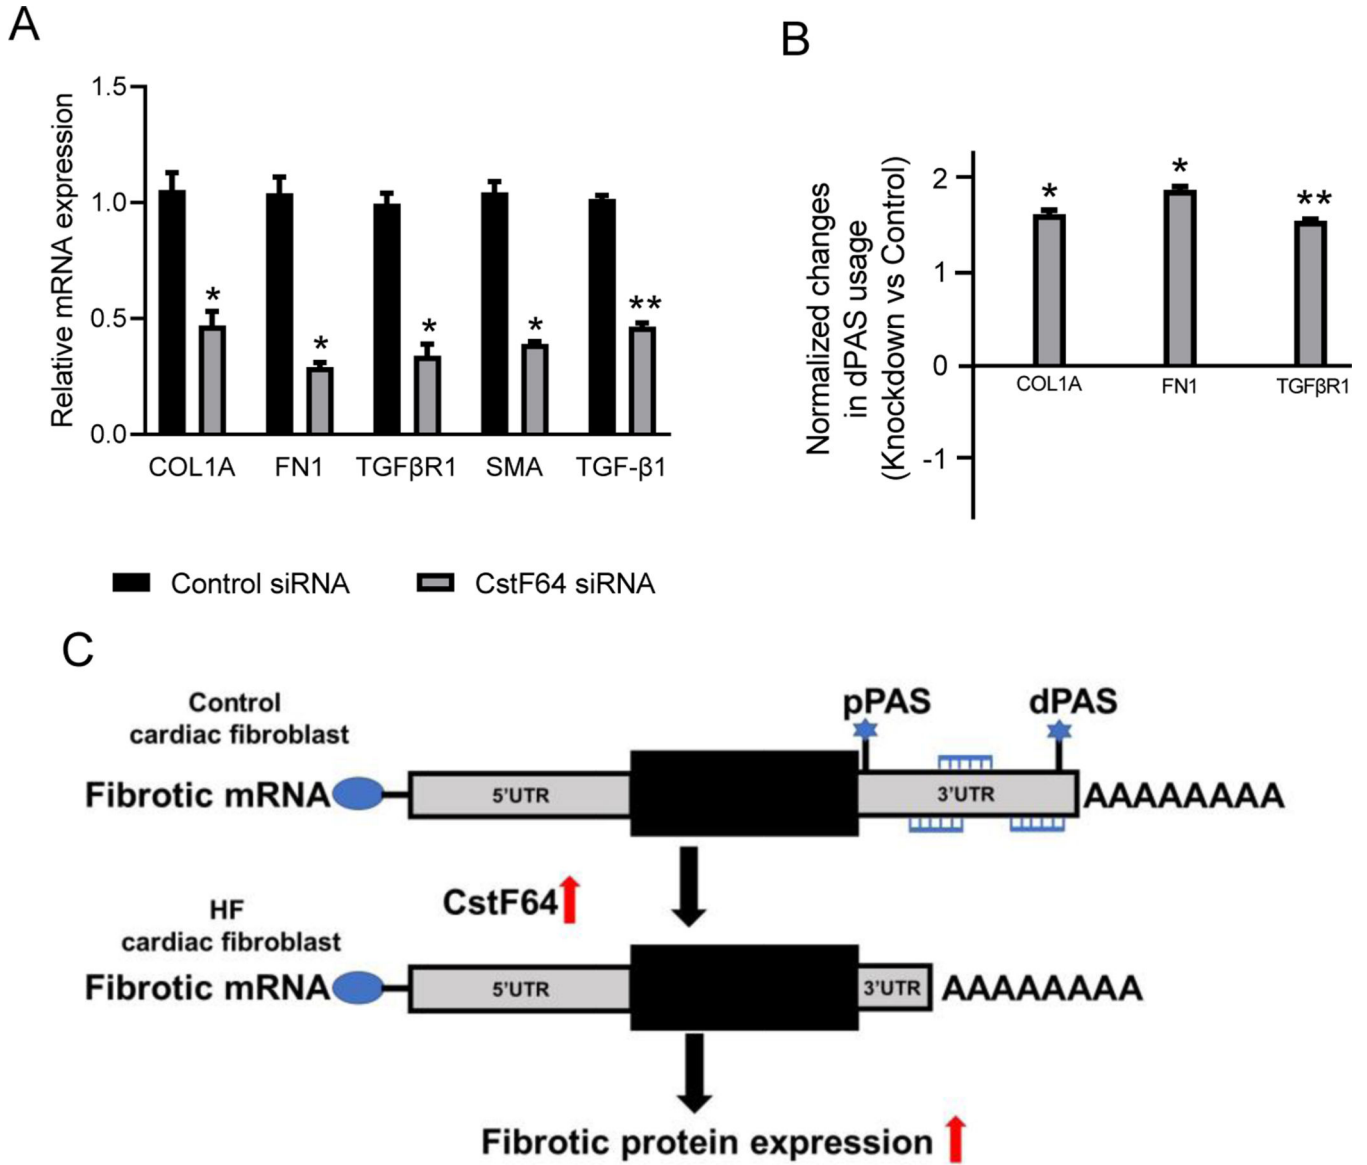 A
Relative mRNA expression
1.5
1.0
0.5
0.0
* * * * **
COL1A FN1 TGFβR1 SMA TGF-β1
Control siRNA CstF64 siRNA
B
Normalized changes
in dPAS usage
(Knockdown vs Control)
2
1
0
-1
* * **
COL1A FN1 TGFβR1
C
Control
cardiac fibroblast
pPAS dPAS
Fibrotic mRNA 5'UTR 3'UTR AAAAAAAA
CstF64
HF
cardiac fibroblast
Fibrotic mRNA 5'UTR 3'UTR AAAAAAAA
Fibrotic protein expression